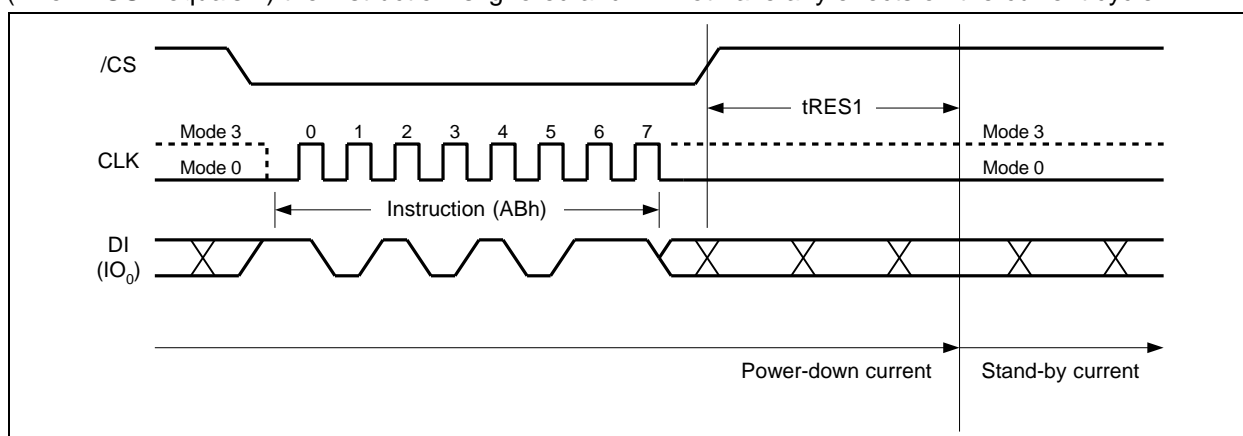 /CS
tRES1
Mode 3 0 1 2 3 4 5 6 7 Mode 3
CLK
Mode 0 Mode 0
Instruction (ABh)
DI
(IO0)
Power-down current Stand-by current